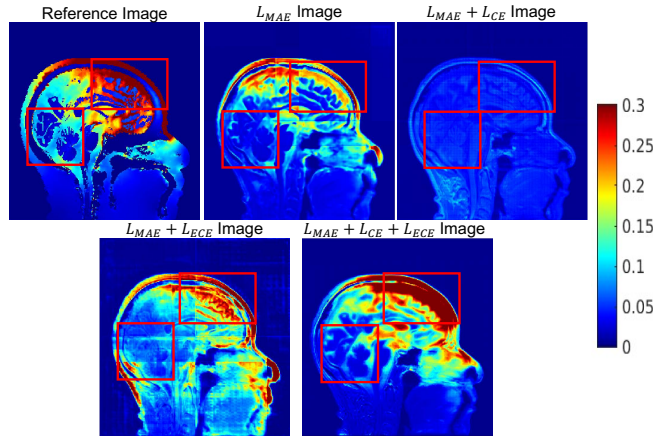 Reference Image
L_MAE Image
L_MAE + L_CE Image
0.3
0.25
0.2
0.15
0.1
0.05
0
L_MAE + L_ECE Image
L_MAE + L_CE + L_ECE Image